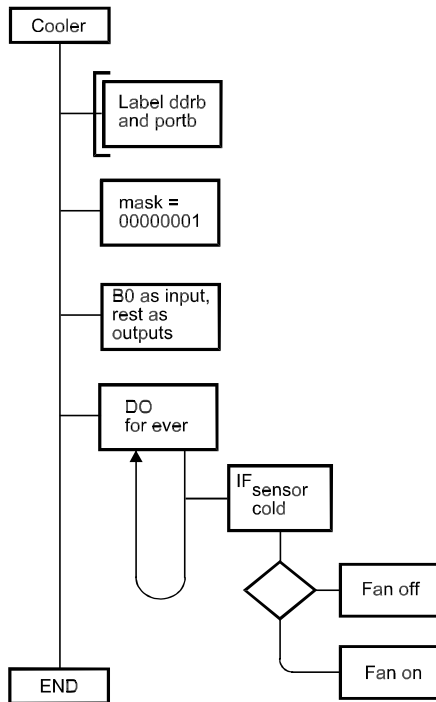 Cooler
Label ddrb
and portb
mask =
00000001
B0 as input,
rest as
outputs
DO
for ever
IF sensor
cold
Fan off
Fan on
END